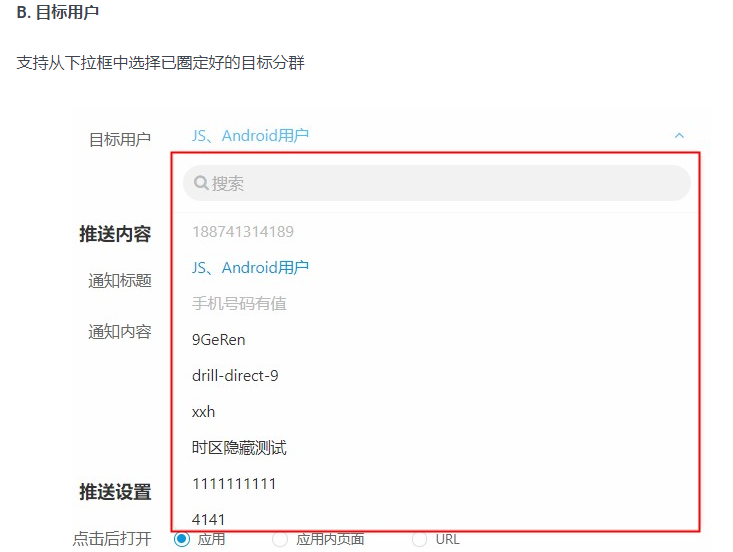 B. 目标用户
支持从下拉框中选择已圈定好的目标分群
目标用户 JS、Android用户
搜索
188741314189
推送内容
JS、Android用户
通知标题
手机号码有值
通知内容
9GeRen
drill-direct-9
xxh
时区隐藏测试
1111111111
推送设置
4141
点击后打开 应用 应用内页面 URL